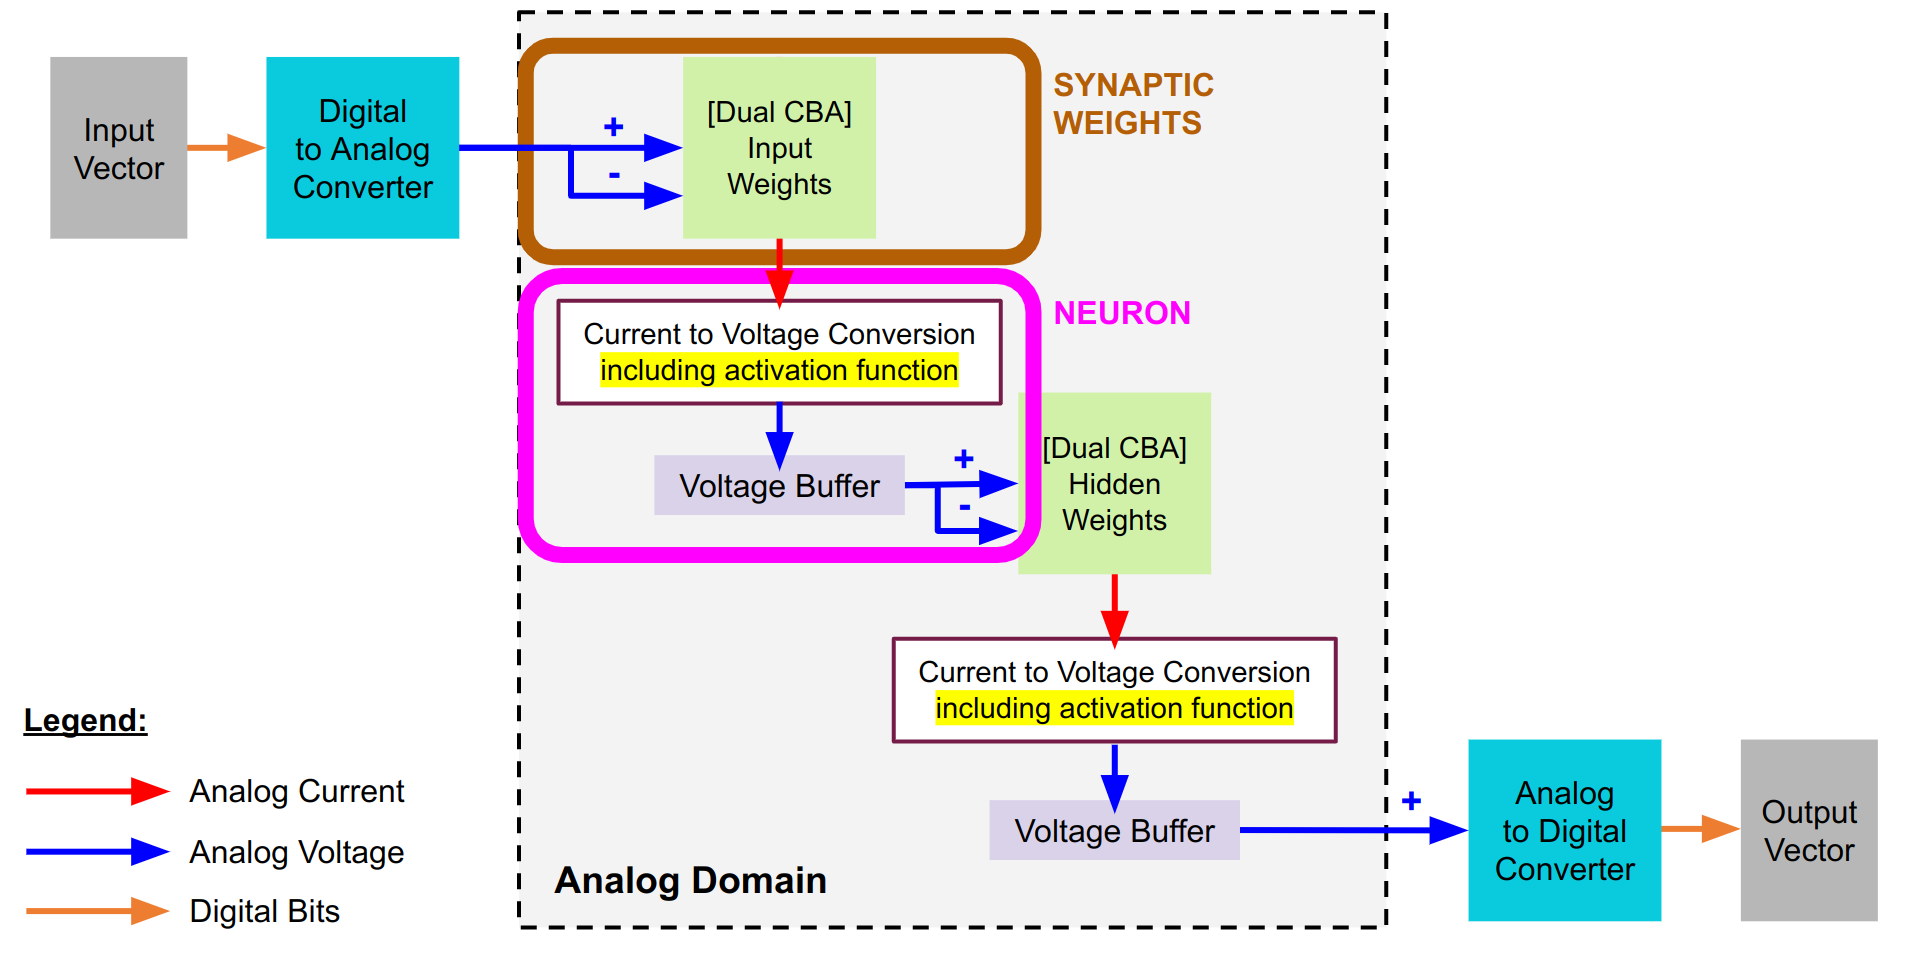 Input
Vector
Digital
to Analog
Converter
+
-
[Dual CBA]
Input
Weights
SYNAPTIC
WEIGHTS
NEURON
Current to Voltage Conversion
including activation function
Voltage Buffer
+
-
[Dual CBA]
Hidden
Weights
Current to Voltage Conversion
including activation function
Voltage Buffer
+
Analog
to Digital
Converter
Output
Vector
Analog Domain
Legend:
Analog Current
Analog Voltage
Digital Bits